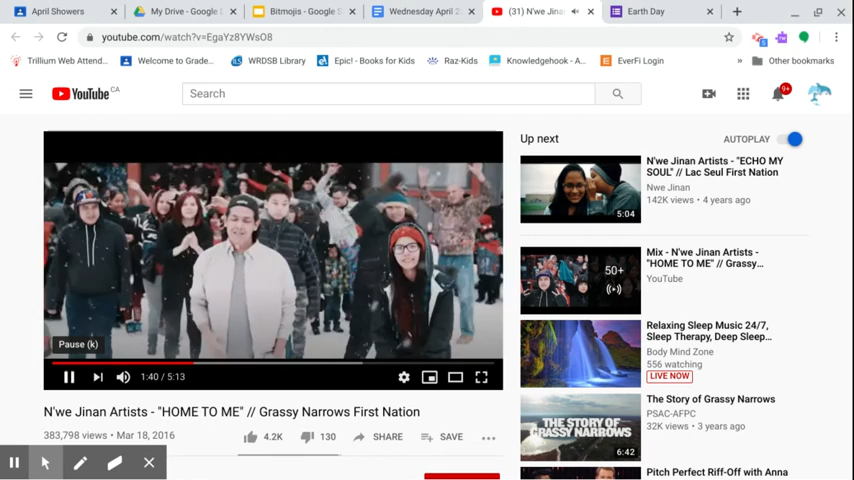 April Showers
My Drive - Google
Bitmojis - Google S
Wednesday April 2
(31) N'we Jina
Earth Day
youtube.com/watch?v=EgaYz8YWsO8
Trillium Web Attend...
Welcome to Grade...
WRDSB Library
Epic! - Books for Kids
Raz-Kids
Knowledgehook - A...
EverFi Login
» Other bookmarks
YouTube CA
Search
9+
Up next
AUTOPLAY
N'we Jinan Artists - "ECHO MY
SOUL" // Lac Seul First Nation
Nwe Jinan
142K views • 4 years ago
5:04
Mix - N'we Jinan Artists -
"HOME TO ME" // Grassy...
YouTube
50+
Relaxing Sleep Music 24/7,
Sleep Therapy, Deep Sleep...
Body Mind Zone
556 watching
LIVE NOW
The Story of Grassy Narrows
PSAC-AFPC
32K views • 3 years ago
THE STORY OF
GRASSY NARROWS
6:42
Pitch Perfect Riff-Off with Anna
Pause (k)
1:40 / 5:13
N'we Jinan Artists - "HOME TO ME" // Grassy Narrows First Nation
383,798 views • Mar 18, 2016
4.2K
130
SHARE
SAVE